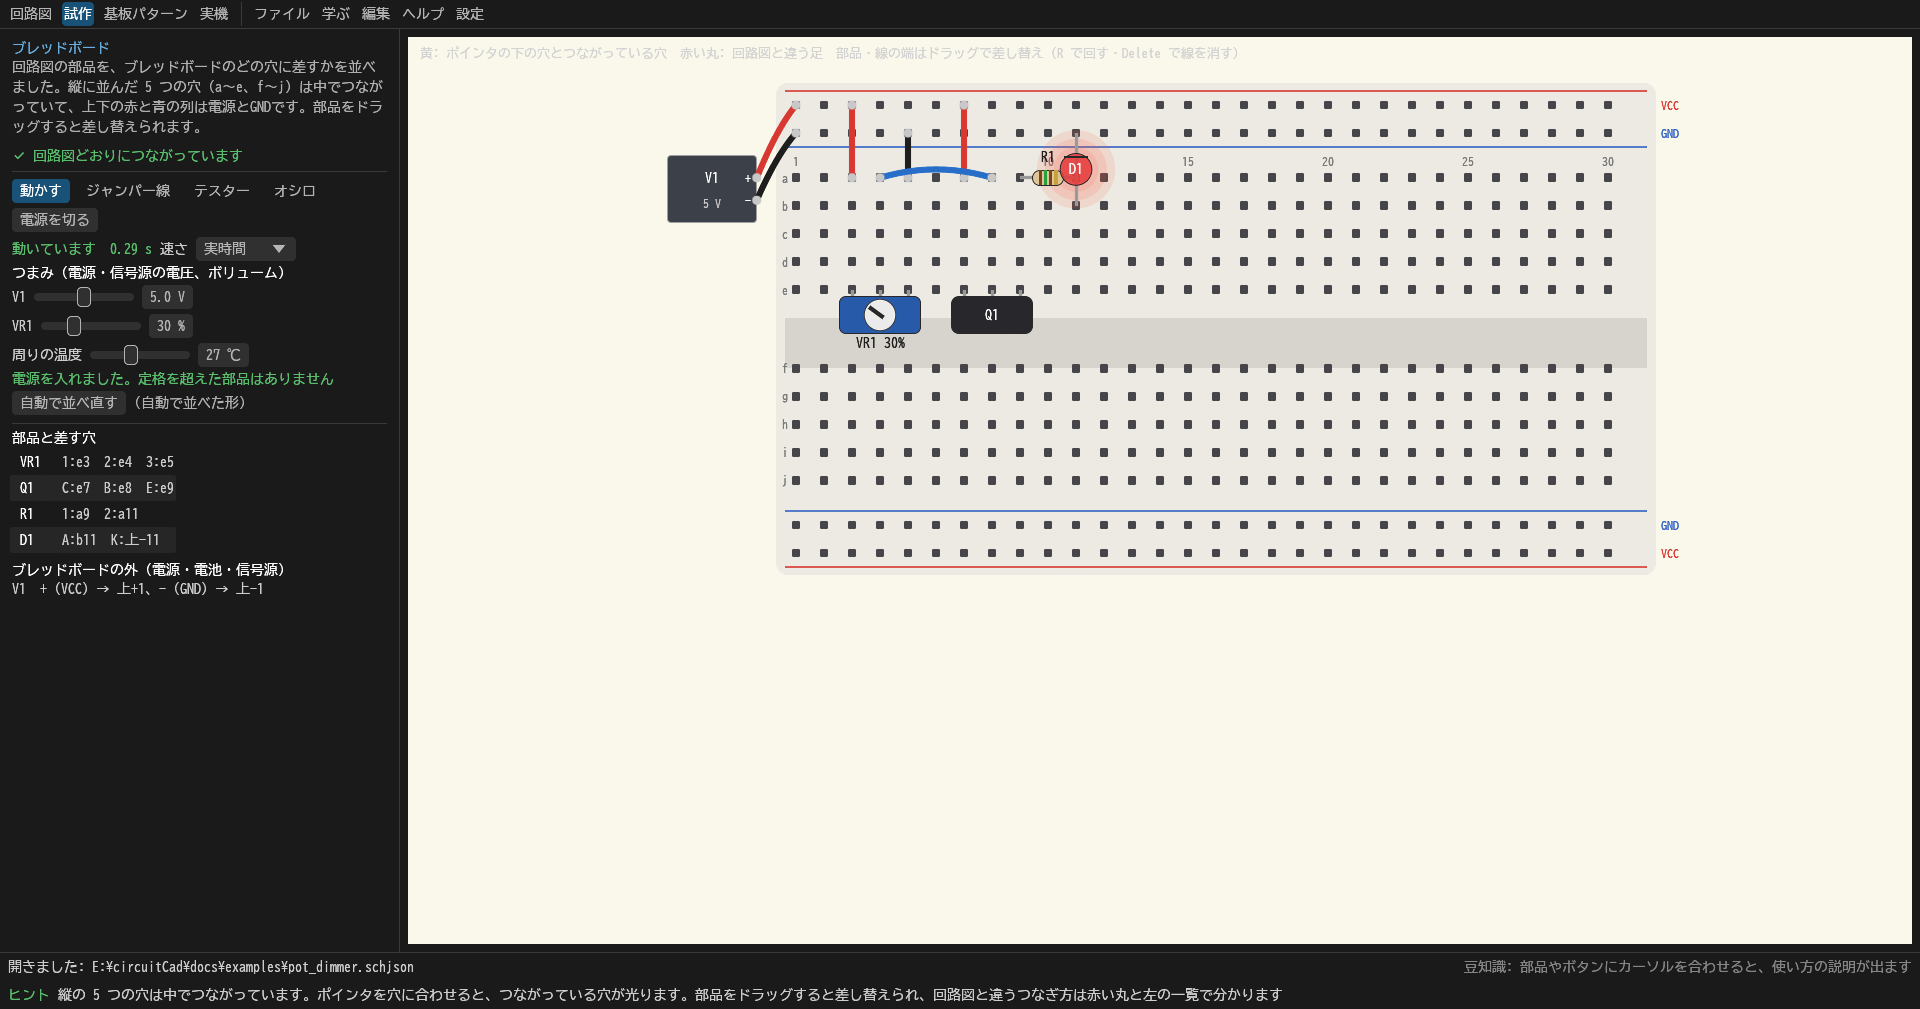 回路図 試作 基板パターン 実機 ファイル 学ぶ 編集 ヘルプ 設定
ブレッドボード
回路図の部品を、ブレッドボードのどの穴に差すかを並べ
ました。縦に並んだ 5 つの穴（a〜e、f〜j）は中でつなが
っていて、上下の赤と青の列は電源とGNDです。部品をドラ
ッグすると差し替えられます。
✓ 回路図どおりにつながっています
動かす ジャンパー線 テスター オシロ
電源を切る
動いています 0.29 s 速さ 実時間
つまみ（電源・信号源の電圧、ボリューム）
V1 5.0 V
VR1 30 %
周りの温度 27 ℃
電源を入れました。定格を超えた部品はありません
自動で並べ直す （自動で並べた形）
部品と差す穴
VR1 1:e3 2:e4 3:e5
Q1 C:e7 B:e8 E:e9
R1 1:a9 2:a11
D1 A:b11 K:上-11
ブレッドボードの外（電源・電池・信号源）
V1 +（VCC）→ 上+1、-（GND）→ 上-1
黄: ポインタの下の穴とつながっている穴 赤い丸: 回路図と違う足 部品・線の端はドラッグで差し替え（R で回す・Delete で線を消す）
VCC
GND
1 10 15 20 25 30
R1
D1
V1 +
5 V -
a
b
c
d
e
Q1
VR1 30%
f
g
h
i
j
GND
VCC
開きました: E:¥circuitCad¥docs¥examples¥pot_dimmer.schjson
豆知識: 部品やボタンにカーソルを合わせると、使い方の説明が出ます
ヒント 縦の 5 つの穴は中でつながっています。ポインタを穴に合わせると、つながっている穴が光ります。部品をドラッグすると差し替えられ、回路図と違うつなぎ方は赤い丸と左の一覧で分かります